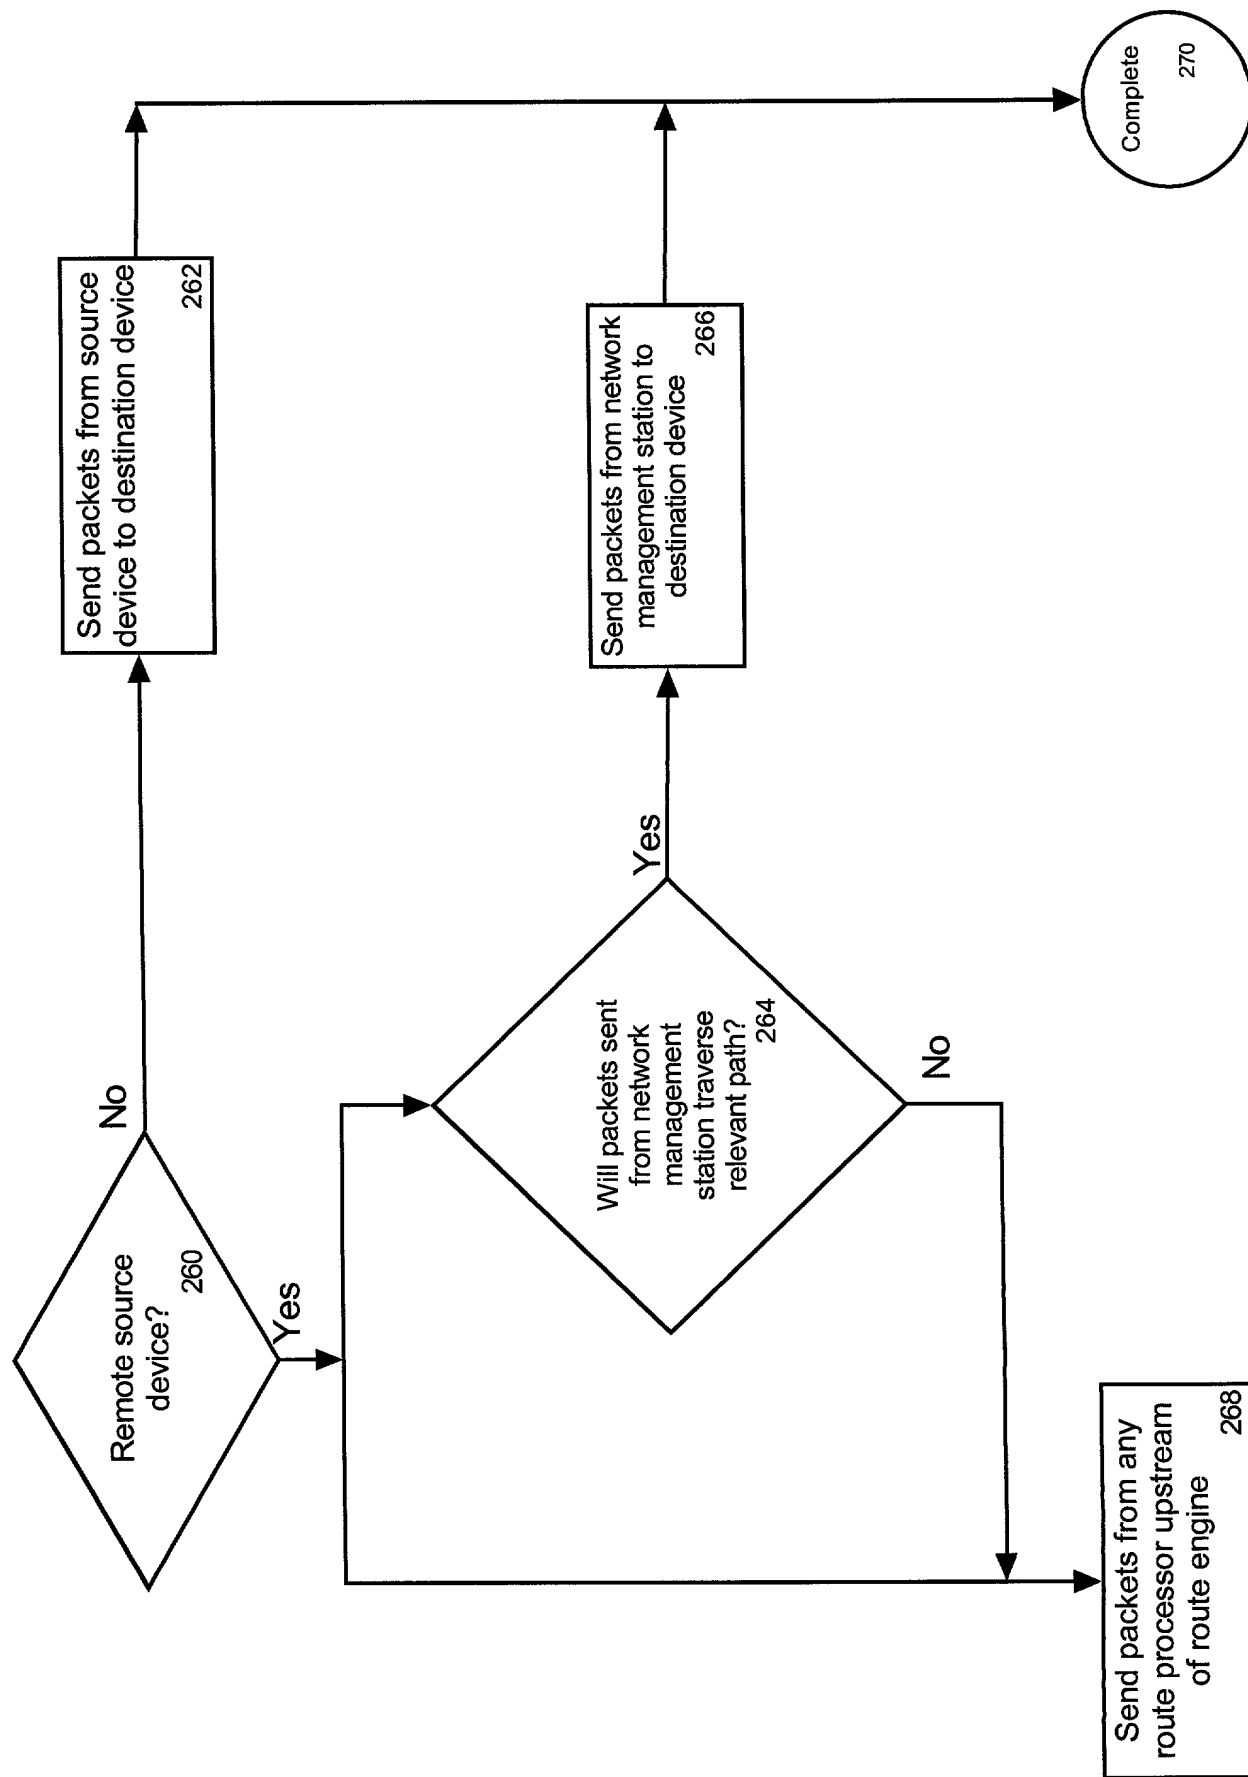 Remote source
device?
260
No
Yes
Send packets from source
device to destination device
262
Will packets sent
from network
management
station traverse
relevant path?
264
Yes
No
Send packets from network
management station to
destination device
266
Send packets from any
route processor upstream
of route engine
268
Complete
270